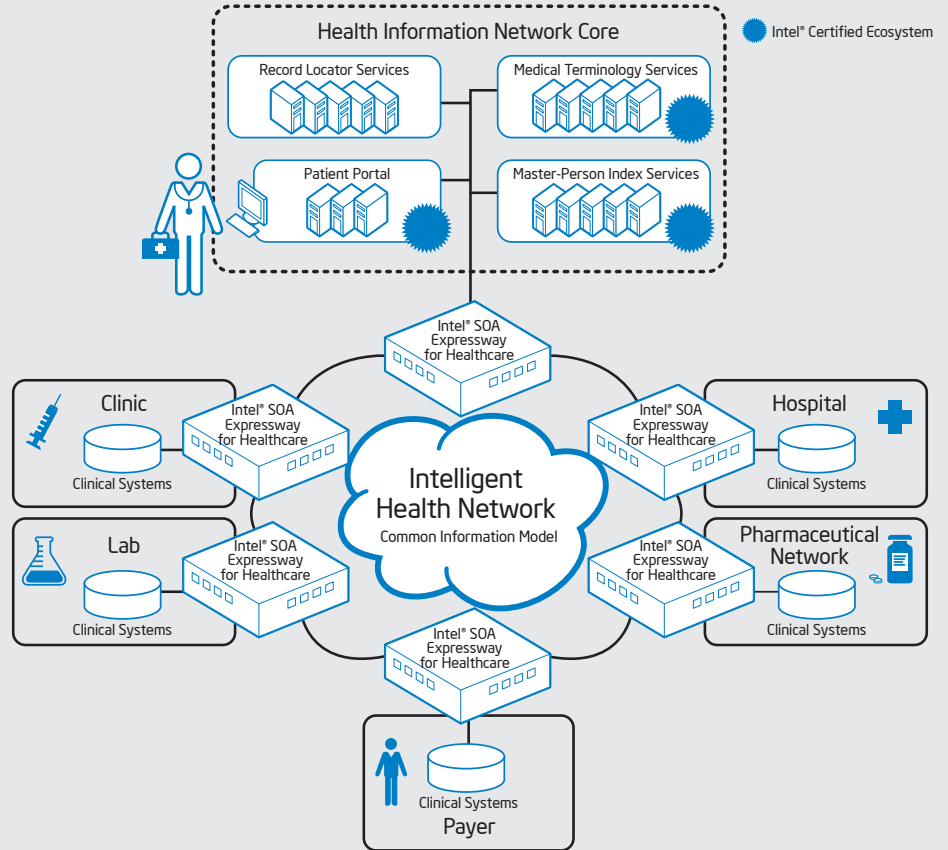 Health Information Network Core
Intel® Certified Ecosystem
Record Locator Services
Medical Terminology Services
Patient Portal
Master-Person Index Services
Intel® SOA
Expressway
for Healthcare
Clinic
Clinical Systems
Intel® SOA
Expressway
for Healthcare
Intel® SOA
Expressway
for Healthcare
Hospital
Clinical Systems
Intelligent
Health Network
Common Information Model
Lab
Clinical Systems
Intel® SOA
Expressway
for Healthcare
Intel® SOA
Expressway
for Healthcare
Pharmaceutical
Network
Clinical Systems
Intel® SOA
Expressway
for Healthcare
Clinical Systems
Payer